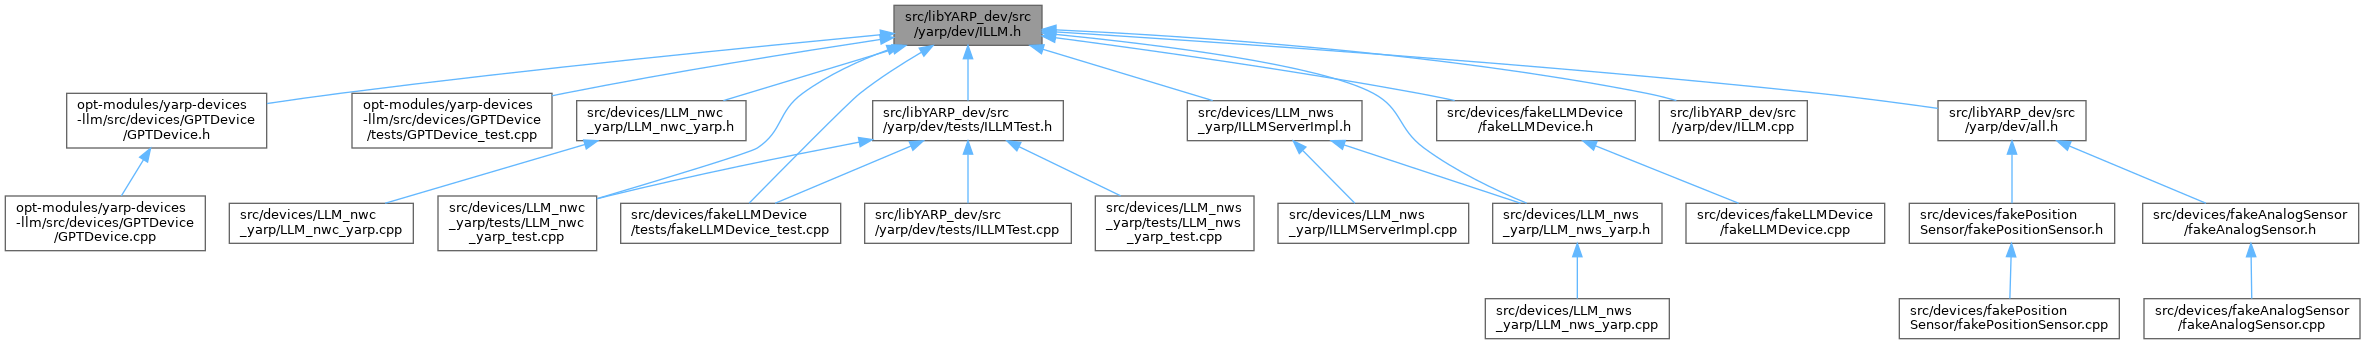 src/libYARP_dev/src
/yarp/dev/ILLM.h
opt-modules/yarp-devices
-llm/src/devices/GPTDevice
/GPTDevice.h
opt-modules/yarp-devices
-llm/src/devices/GPTDevice
/tests/GPTDevice_test.cpp
src/devices/LLM_nwc
_yarp/LLM_nwc_yarp.h
src/libYARP_dev/src
/yarp/dev/tests/ILLMTest.h
src/devices/LLM_nws
_yarp/ILLMServerImpl.h
src/devices/fakeLLMDevice
/fakeLLMDevice.h
src/libYARP_dev/src
/yarp/dev/ILLM.cpp
src/libYARP_dev/src
/yarp/dev/all.h
opt-modules/yarp-devices
-llm/src/devices/GPTDevice
/GPTDevice.cpp
src/devices/LLM_nwc
_yarp/LLM_nwc_yarp.cpp
src/devices/LLM_nwc
_yarp/tests/LLM_nwc
_yarp_test.cpp
src/devices/fakeLLMDevice
/tests/fakeLLMDevice_test.cpp
src/libYARP_dev/src
/yarp/dev/tests/ILLMTest.cpp
src/devices/LLM_nws
_yarp/tests/LLM_nws
_yarp_test.cpp
src/devices/LLM_nws
_yarp/ILLMServerImpl.cpp
src/devices/LLM_nws
_yarp/LLM_nws_yarp.h
src/devices/fakeLLMDevice
/fakeLLMDevice.cpp
src/devices/fakePosition
Sensor/fakePositionSensor.h
src/devices/fakeAnalogSensor
/fakeAnalogSensor.h
src/devices/LLM_nws
_yarp/LLM_nws_yarp.cpp
src/devices/fakePosition
Sensor/fakePositionSensor.cpp
src/devices/fakeAnalogSensor
/fakeAnalogSensor.cpp